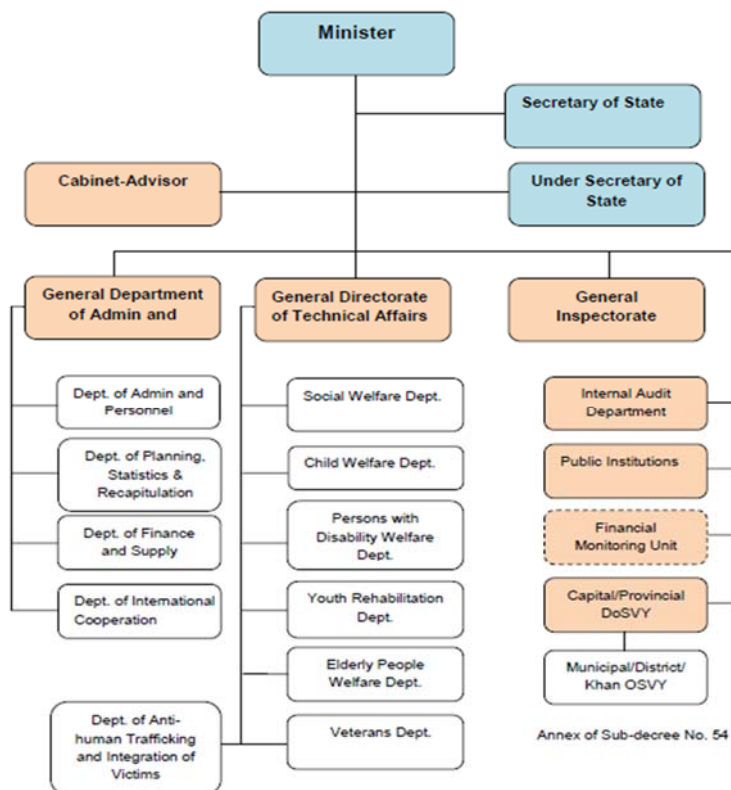 Minister
Secretary of State
Cabinet-Advisor
Under Secretary of
State
General Department
of Admin and
General Directorate
of Technical Affairs
General
Inspectorate
Dept. of Admin and
Personnel
Dept. of Planning,
Statistics &
Recapitulation
Dept. of Finance
and Supply
Dept. of International
Cooperation
Social Welfare Dept.
Child Welfare Dept.
Persons with
Disability Welfare
Dept.
Youth Rehabilitation
Dept.
Elderly People
Welfare Dept.
Veterans Dept.
Dept. of Anti-
human Trafficking
and Integration of
Victims
Internal Audit
Department
Public Institutions
Financial
Monitoring Unit
Capital/Provincial
DoSVY
Municipal/District/
Khan OSVY
Annex of Sub-decree No. 54